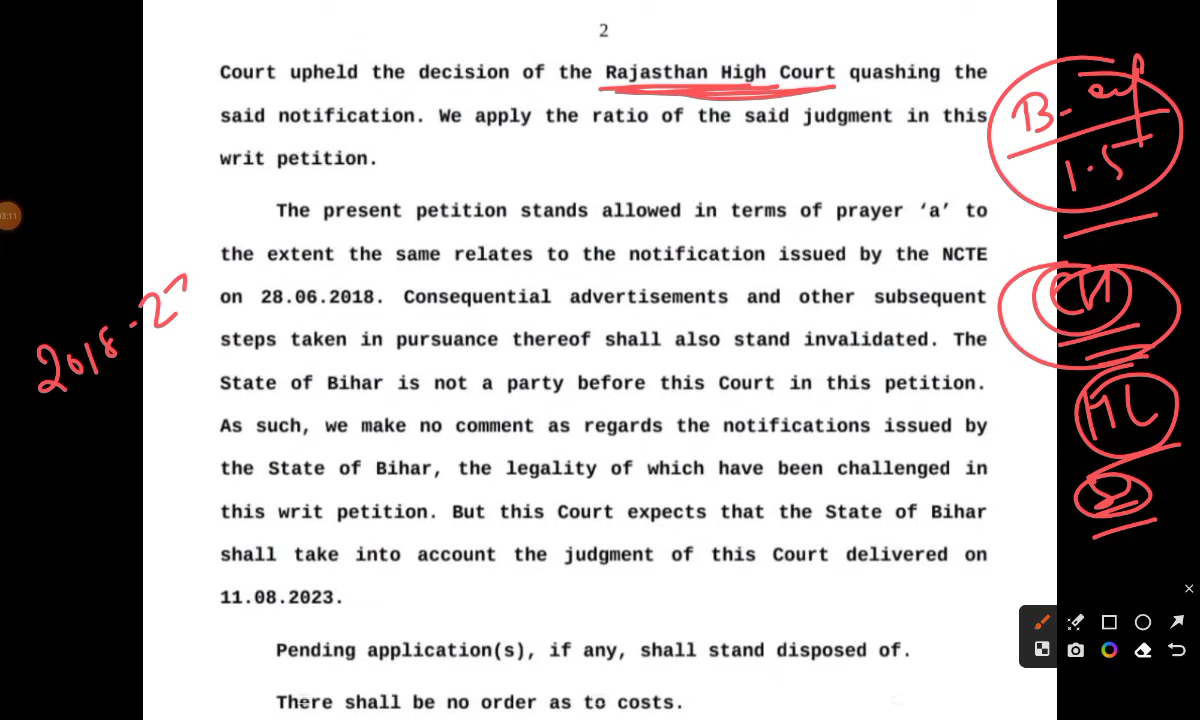 2
Court upheld the decision of the Rajasthan High Court quashing the
said notification. We apply the ratio of the said judgment in this
writ petition.
The present petition stands allowed in terms of prayer ‘a’ to
the extent the same relates to the notification issued by the NCTE
on 28.06.2018. Consequential advertisements and other subsequent
steps taken in pursuance thereof shall also stand invalidated. The
State of Bihar is not a party before this Court in this petition.
As such, we make no comment as regards the notifications issued by
the State of Bihar, the legality of which have been challenged in
this writ petition. But this Court expects that the State of Bihar
shall take into account the judgment of this Court delivered on
11.08.2023.
Pending application(s), if any, shall stand disposed of.
There shall be no order as to costs.
03:11
2018-2
B.
1.5